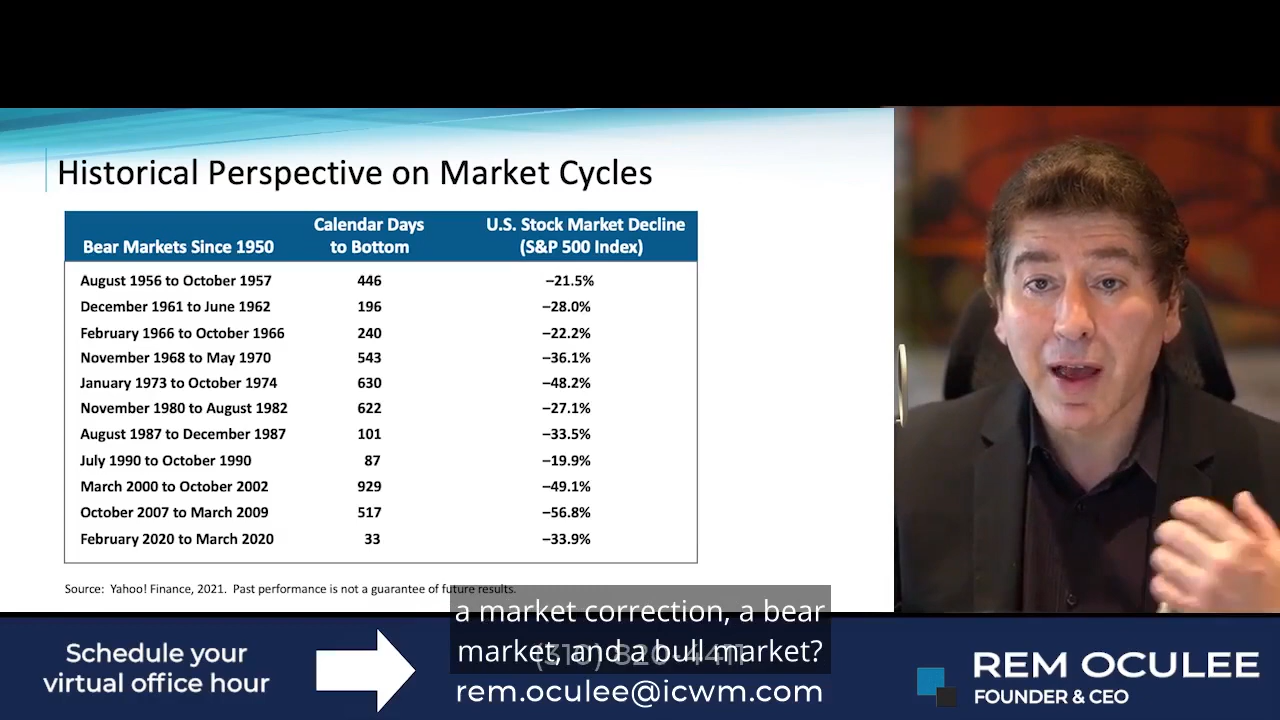 Historical Perspective on Market Cycles
Bear Markets Since 1950 Calendar Days to Bottom U.S. Stock Market Decline (S&P 500 Index)
August 1956 to October 1957 446 –21.5%
December 1961 to June 1962 196 –28.0%
February 1966 to October 1966 240 –22.2%
November 1968 to May 1970 543 –36.1%
January 1973 to October 1974 630 –48.2%
November 1980 to August 1982 622 –27.1%
August 1987 to December 1987 101 –33.5%
July 1990 to October 1990 87 –19.9%
March 2000 to October 2002 929 –49.1%
October 2007 to March 2009 517 –56.8%
February 2020 to March 2020 33 –33.9%
Source: Yahoo! Finance, 2021. Past performance is not a guarantee of future results.
a market correction, a bear
market, and a bull market?
Schedule your
virtual office hour
rem.oculee@icwm.com
REM OCULEE
FOUNDER & CEO